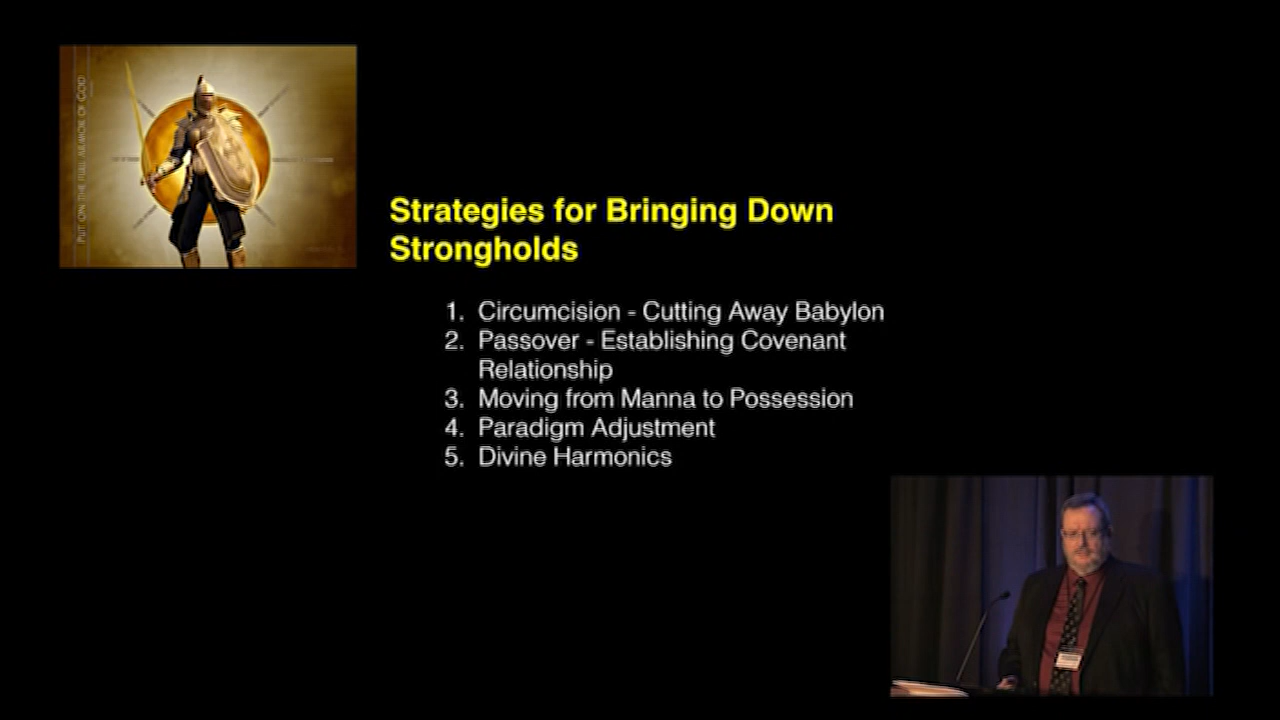 PUT ON THE FULL ARMOR OF GOD
Strategies for Bringing Down
Strongholds
1. Circumcision - Cutting Away Babylon
2. Passover - Establishing Covenant
Relationship
3. Moving from Manna to Possession
4. Paradigm Adjustment
5. Divine Harmonics